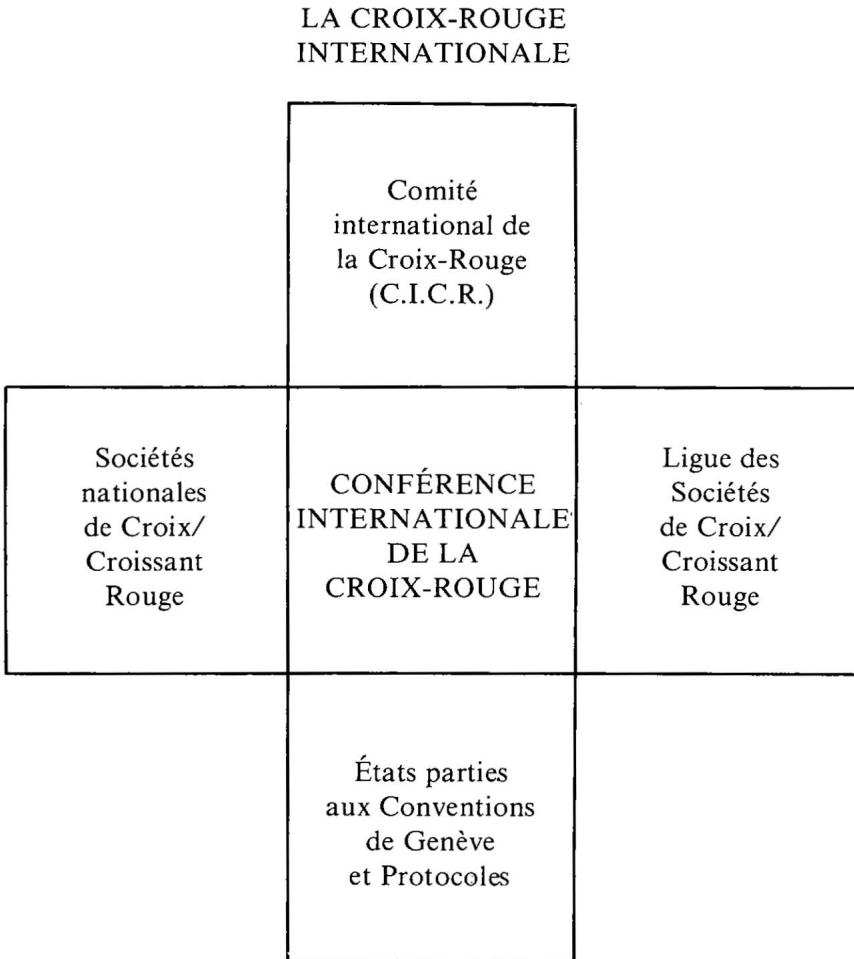 LA CROIX-ROUGE
INTERNATIONALE
Comité
international de
la Croix-Rouge
(C.I.C.R.)
Sociétés
nationales
de Croix/
Croissant
Rouge
CONFÉRENCE
INTERNATIONALE
DE LA
CROIX-ROUGE
Ligue des
Sociétés
de Croix/
Croissant
Rouge
États parties
aux Conventions
de Genève
et Protocoles